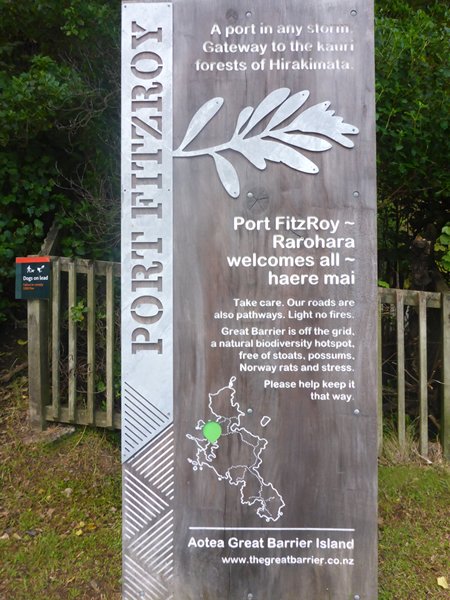 PORT FITZROY
A port in any storm.
Gateway to the kauri
forests of Hirakimata.
Port FitzRoy ~
Rarohara
welcomes all ~
haere mai
Take care. Our roads are
also pathways. Light no fires.
Great Barrier is off the grid,
a natural biodiversity hotspot,
free of stoats, possums,
Norway rats and stress.
Please help keep it
that way.
Aotea Great Barrier Island
www.thegreatbarrier.co.nz
Dogs on lead